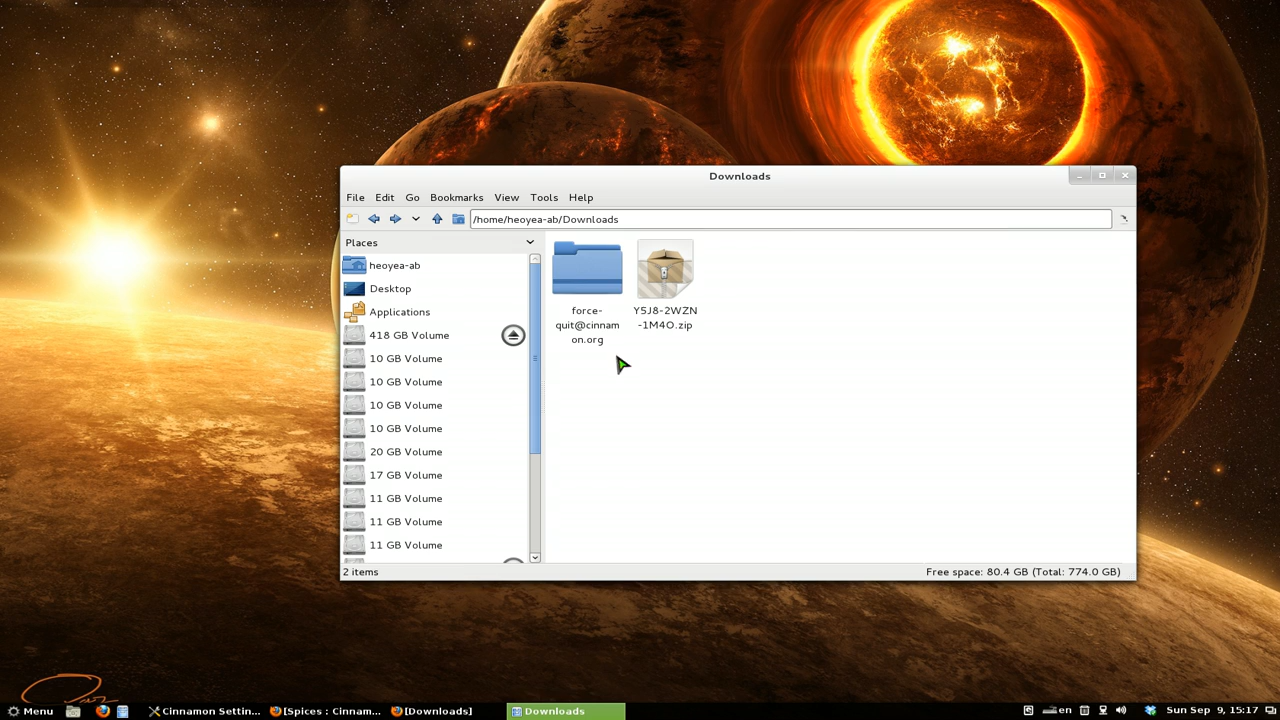 Downloads
File Edit Go Bookmarks View Tools Help
/home/heoyea-ab/Downloads
Places
heoyea-ab
Desktop
Applications
418 GB Volume
10 GB Volume
10 GB Volume
10 GB Volume
10 GB Volume
20 GB Volume
17 GB Volume
11 GB Volume
11 GB Volume
11 GB Volume
force-
quit@cinnam
on.org
Y5J8-2WZN
-1M4O.zip
2 items
Free space: 80.4 GB (Total: 774.0 GB)
Menu
Cinnamon Settin...
[Spices : Cinnam...
[Downloads]
Downloads
en
Sun Sep 9, 15:17